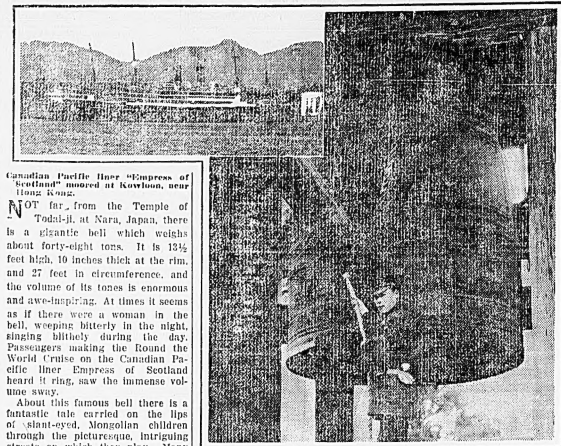 Canadian Pacific liner "Empress of
Scotland" moored at Kowloon, near
Hong Kong.
NOT far from the Temple of
Todai-ji, at Nara, Japan, there
is a gigantic bell which weighs
about forty-eight tons. It is 13½
feet high, 10 inches thick at the rim,
and 27 feet in circumference, and
the volume of its tones is enormous
and awe-inspiring. At times it seems
as if there were a woman in the
bell, weeping bitterly in the night,
singing blithely during the day.
Passengers making the Round the
World Cruise on the Canadian Pa-
cific liner Empress of Scotland
heard it ring, saw the immense vol-
ume sway.
About this famous bell there is a
fantastic tale carried on the lips
of slant-eyed, Mongolian children
through the picturesque, intriguing